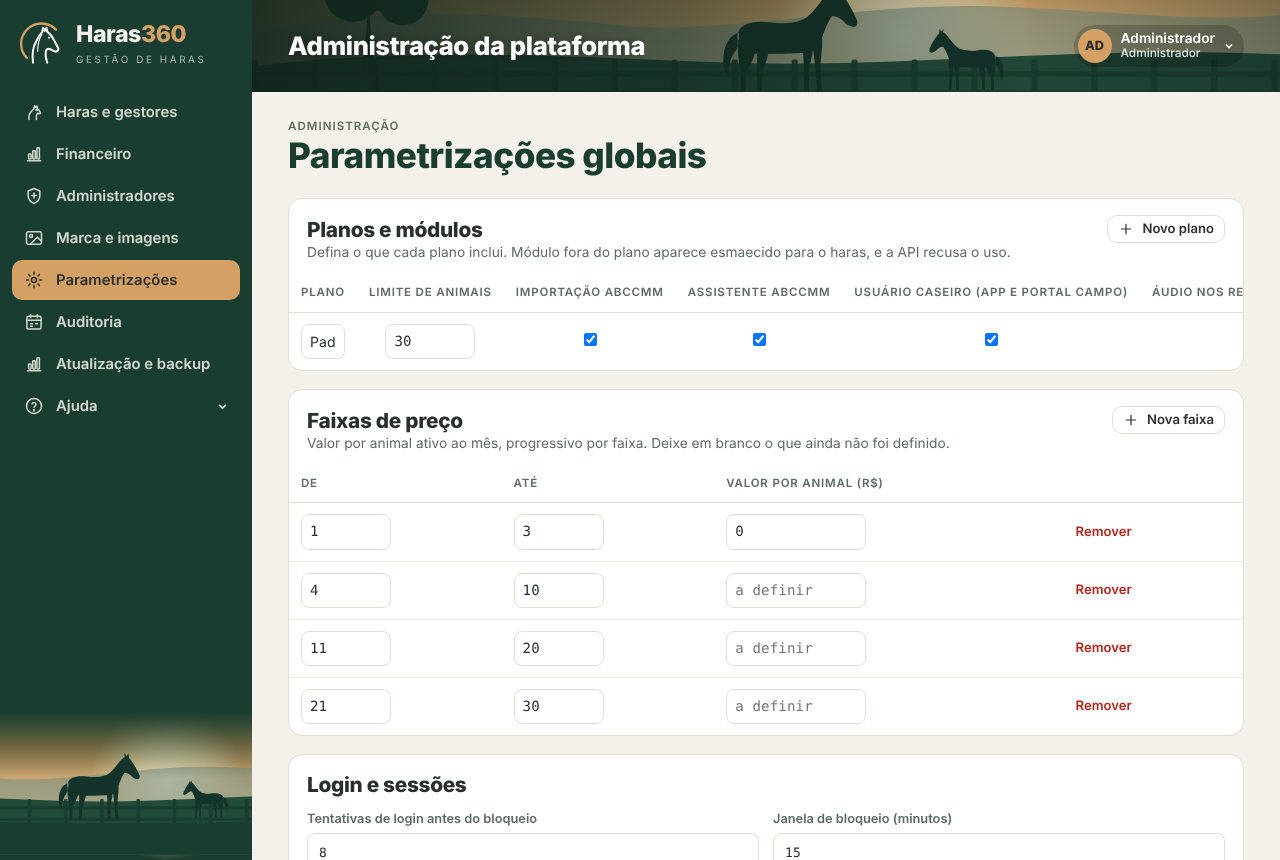 Haras360
GESTÃO DE HARAS
Haras e gestores
Financeiro
Administradores
Marca e imagens
Parametrizações
Auditoria
Atualização e backup
Ajuda
Administração da plataforma
AD
Administrador
Administrador
ADMINISTRAÇÃO
Parametrizações globais
Planos e módulos
Novo plano
Defina o que cada plano inclui. Módulo fora do plano aparece esmaecido para o haras, e a API recusa o uso.
PLANO LIMITE DE ANIMAIS IMPORTAÇÃO ABCCMM ASSISTENTE ABCCMM USUÁRIO CASEIRO (APP E PORTAL CAMPO) ÁUDIO NOS RE
Pad 30
Faixas de preço
Nova faixa
Valor por animal ativo ao mês, progressivo por faixa. Deixe em branco o que ainda não foi definido.
DE ATÉ VALOR POR ANIMAL (R$)
1 3 0 Remover
4 10 a definir Remover
11 20 a definir Remover
21 30 a definir Remover
Login e sessões
Tentativas de login antes do bloqueio Janela de bloqueio (minutos)
8 15